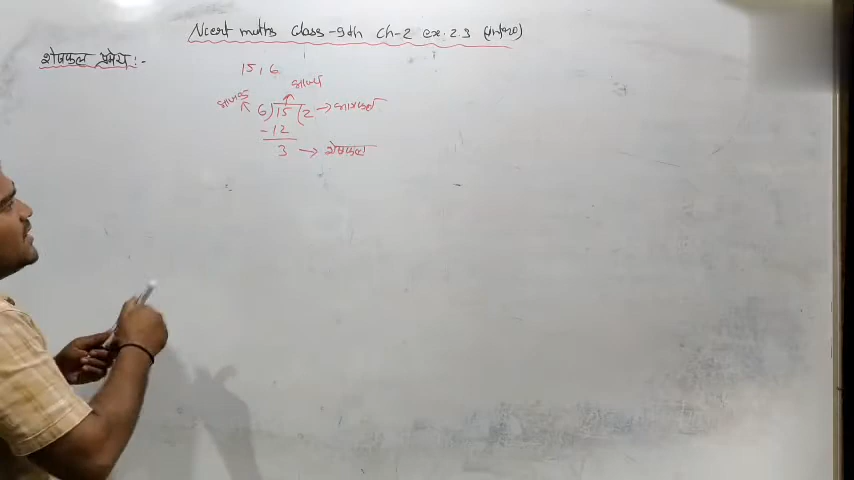 Ncert maths Class -9th Ch-2 ex. 2.3 (Intro)
शेषफल प्रमेय :-
15, 6
भाज्य
भाजक
6)15(2 → भागफल
-12
3 → शेषफल